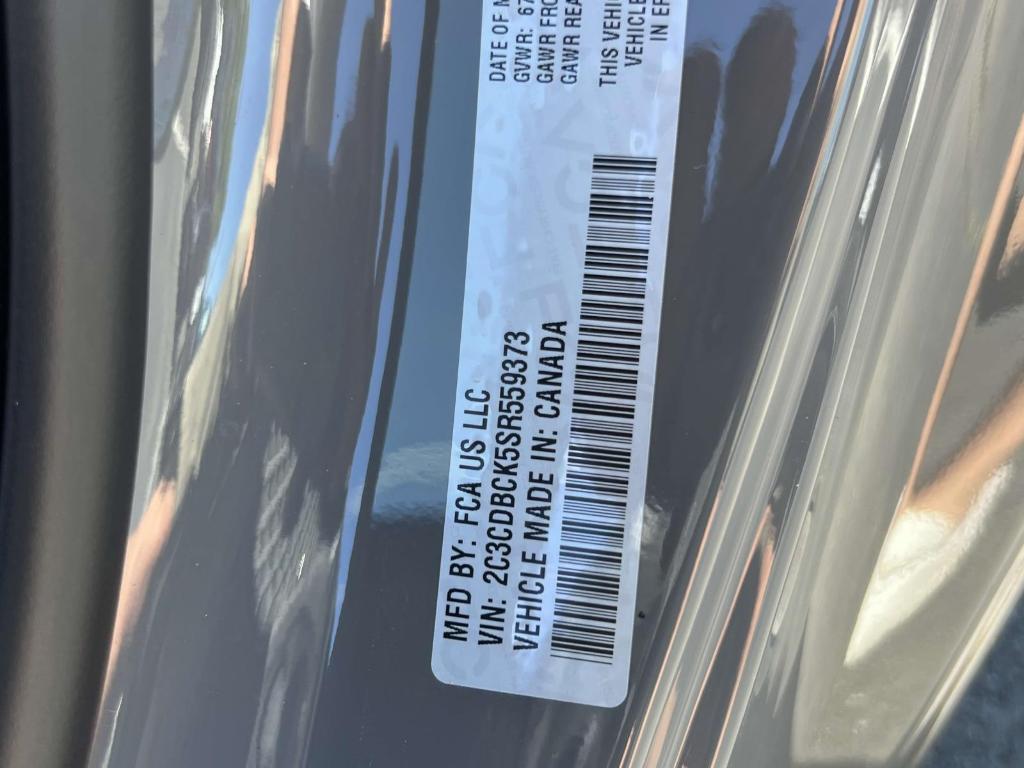 MFD BY: FCA US LLC
VIN: 2C3CDBCK5SR559373
VEHICLE MADE IN: CANADA
DATE OF M
GVWR: 67
GAWR FRO
GAWR REA
THIS VEHI
VEHICLE
IN EF